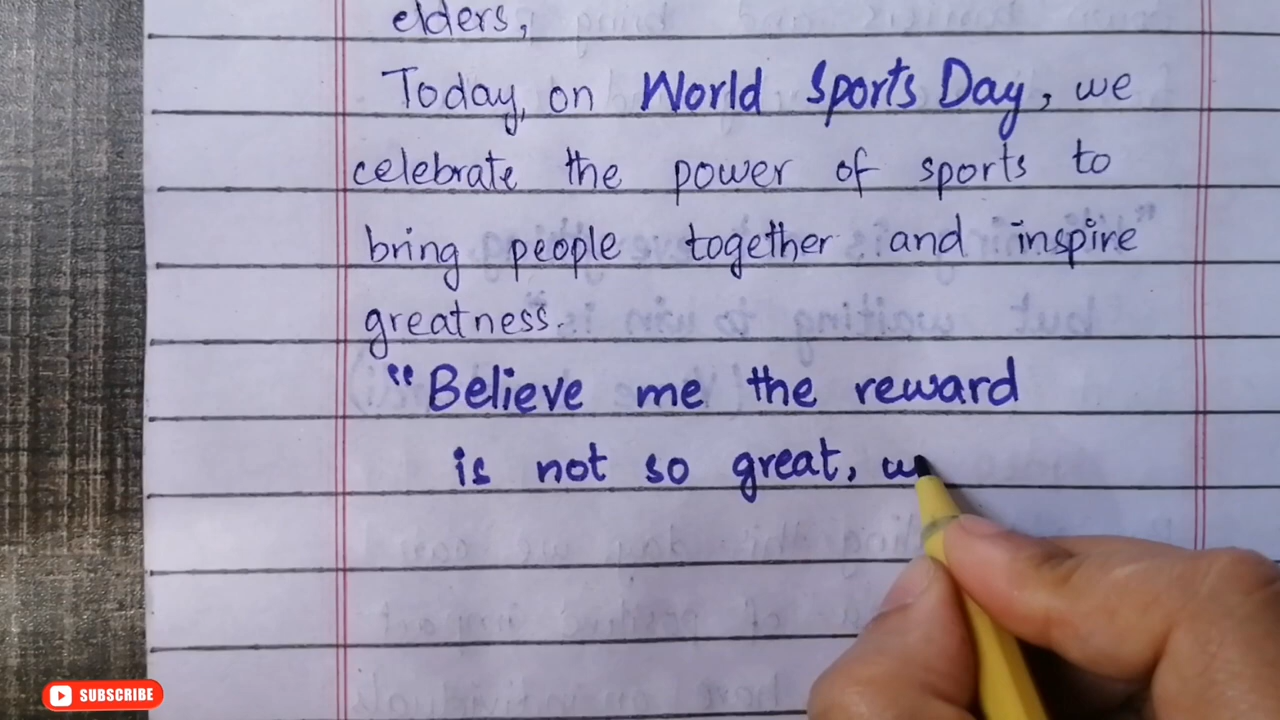 elders,
Today, on World Sports Day, we
celebrate the power of sports to
bring people together and inspire
greatness.
"Believe me the reward
is not so great,
SUBSCRIBE